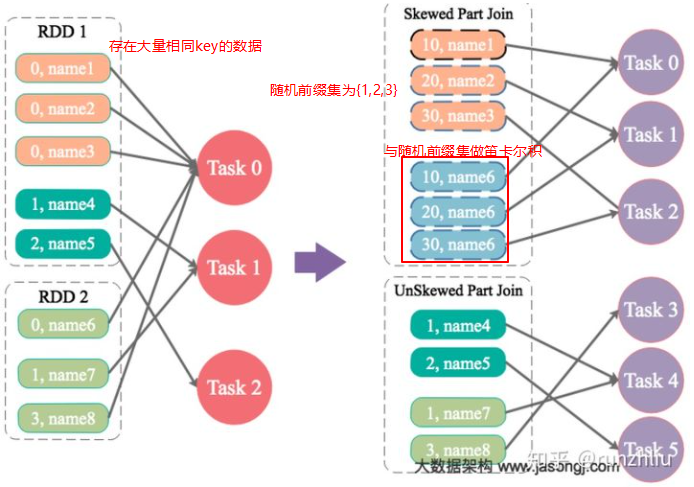 RDD 1
存在大量相同key的数据
0, name1
0, name2
0, name3
1, name4
2, name5
RDD 2
0, name6
1, name7
3, name8
Task 0
Task 1
Task 2
Skewed Part Join
随机前缀集为{1,2,3}
10, name1
20, name2
30, name3
与随机前缀集做笛卡尔积
10, name6
20, name6
30, name6
Task 0
Task 1
Task 2
UnSkewed Part Join
1, name4
2, name5
1, name7
3, name8
Task 3
Task 4
Task 5
大数据架构 www.jasongj.com
知乎 @runzhliu